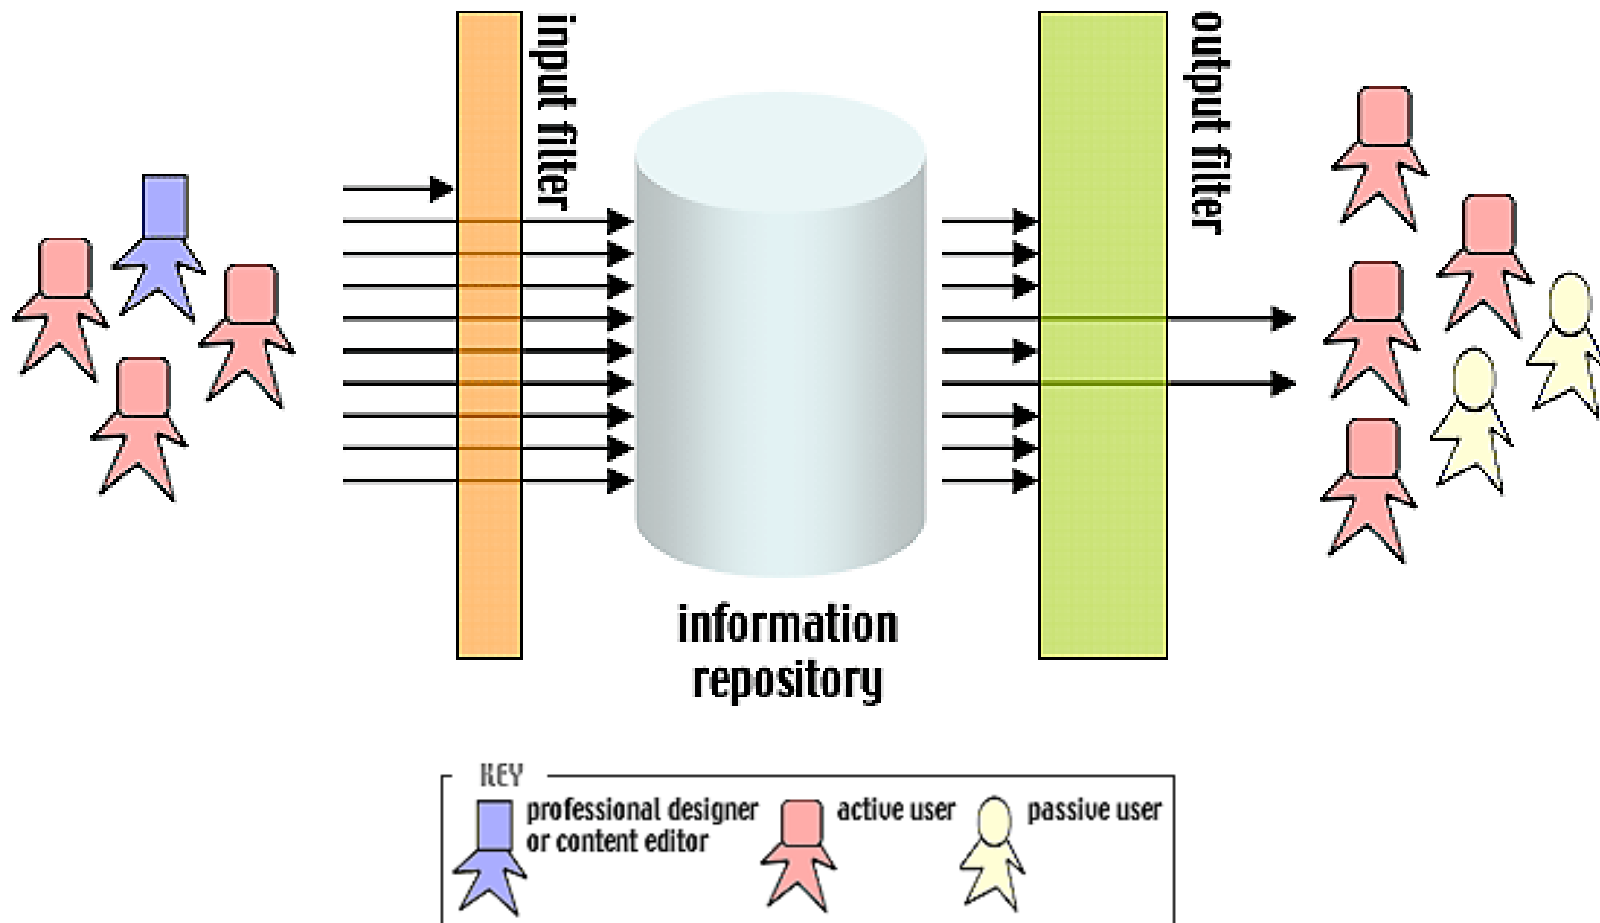 input filter
output filter
information
repository
KEY
professional designer
or content editor
active user
passive user